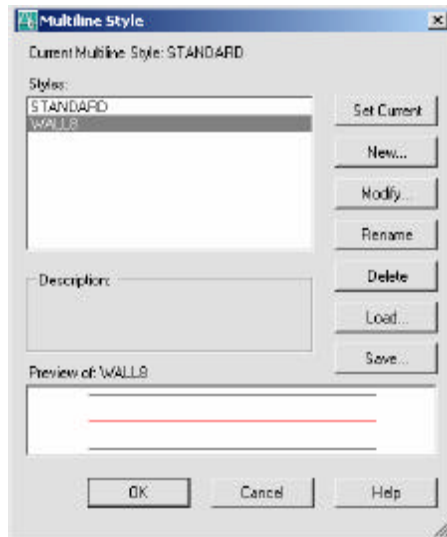 Multiline Style
Current Multiline Style: STANDARD
Styles:
STANDARD
WALL8
Set Current
New...
Modify...
Rename
Delete
Description:
Load...
Save...
Preview of: WALL8
OK
Cancel
Help